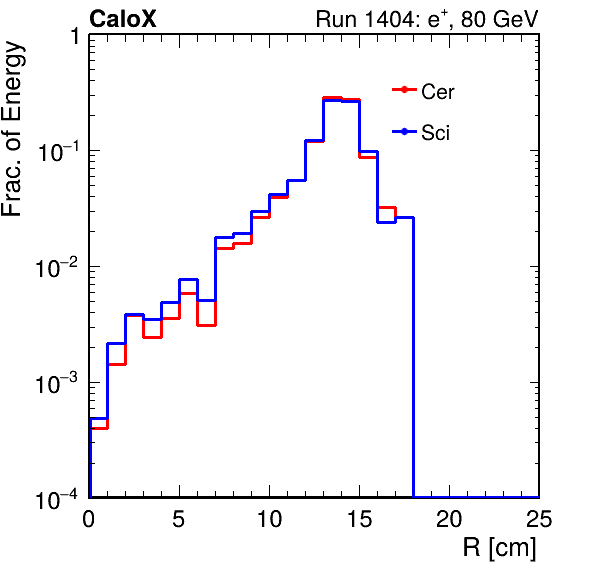 CaloX Run 1404: e⁺, 80 GeV
Frac. of Energy
1
10⁻¹
10⁻²
10⁻³
10⁻⁴
Cer
Sci
0 5 10 15 20 25
R [cm]